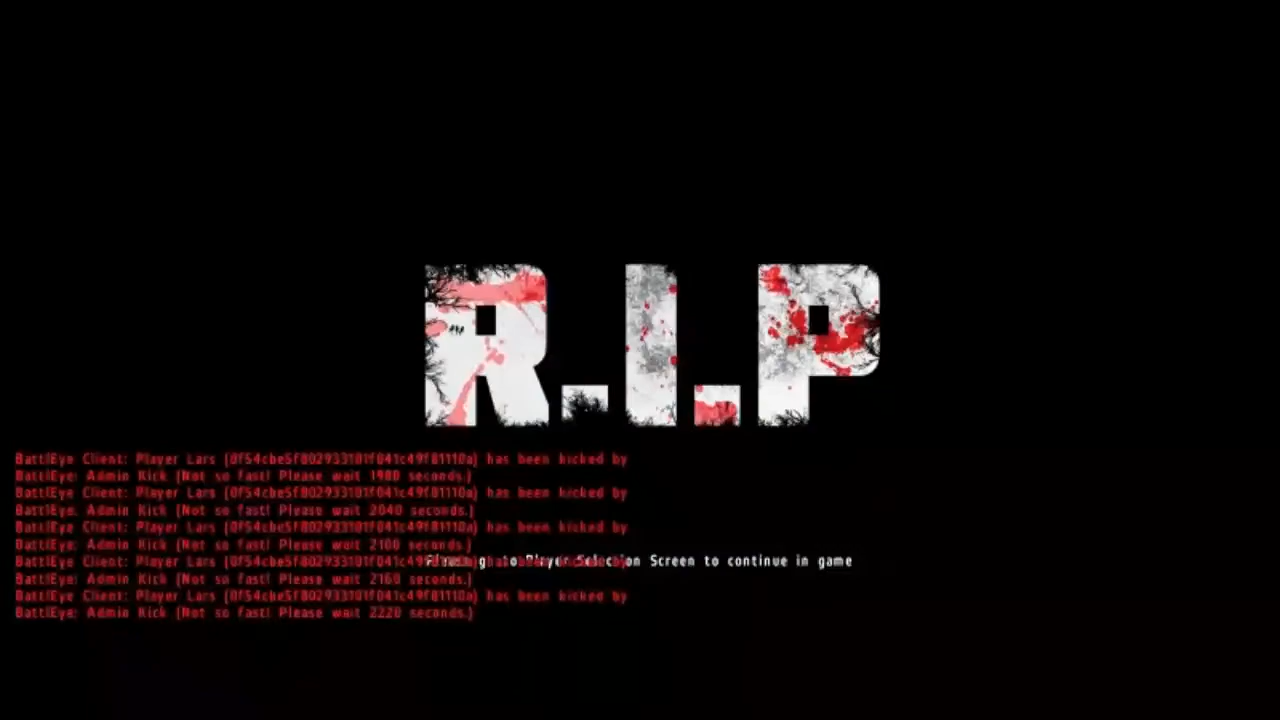 R.I.P
BattlEye Client: Player Lars (0f54cbe5f802933101f041c49f81110a) has been kicked by
BattlEye: Admin Kick (Not so fast! Please wait 1980 seconds.)
BattlEye Client: Player Lars (0f54cbe5f802933101f041c49f81110a) has been kicked by
BattlEye: Admin Kick (Not so fast! Please wait 2040 seconds.)
BattlEye Client: Player Lars (0f54cbe5f802933101f041c49f81110a) has been kicked by
BattlEye: Admin Kick (Not so fast! Please wait 2100 seconds.)
BattlEye Client: Player Lars (0f54cbe5f802933101f041c49f81110a)
to Player Selection Screen to continue in game
BattlEye: Admin Kick (Not so fast! Please wait 2160 seconds.)
BattlEye Client: Player Lars (0f54cbe5f802933101f041c49f81110a) has been kicked by
BattlEye: Admin Kick (Not so fast! Please wait 2220 seconds.)